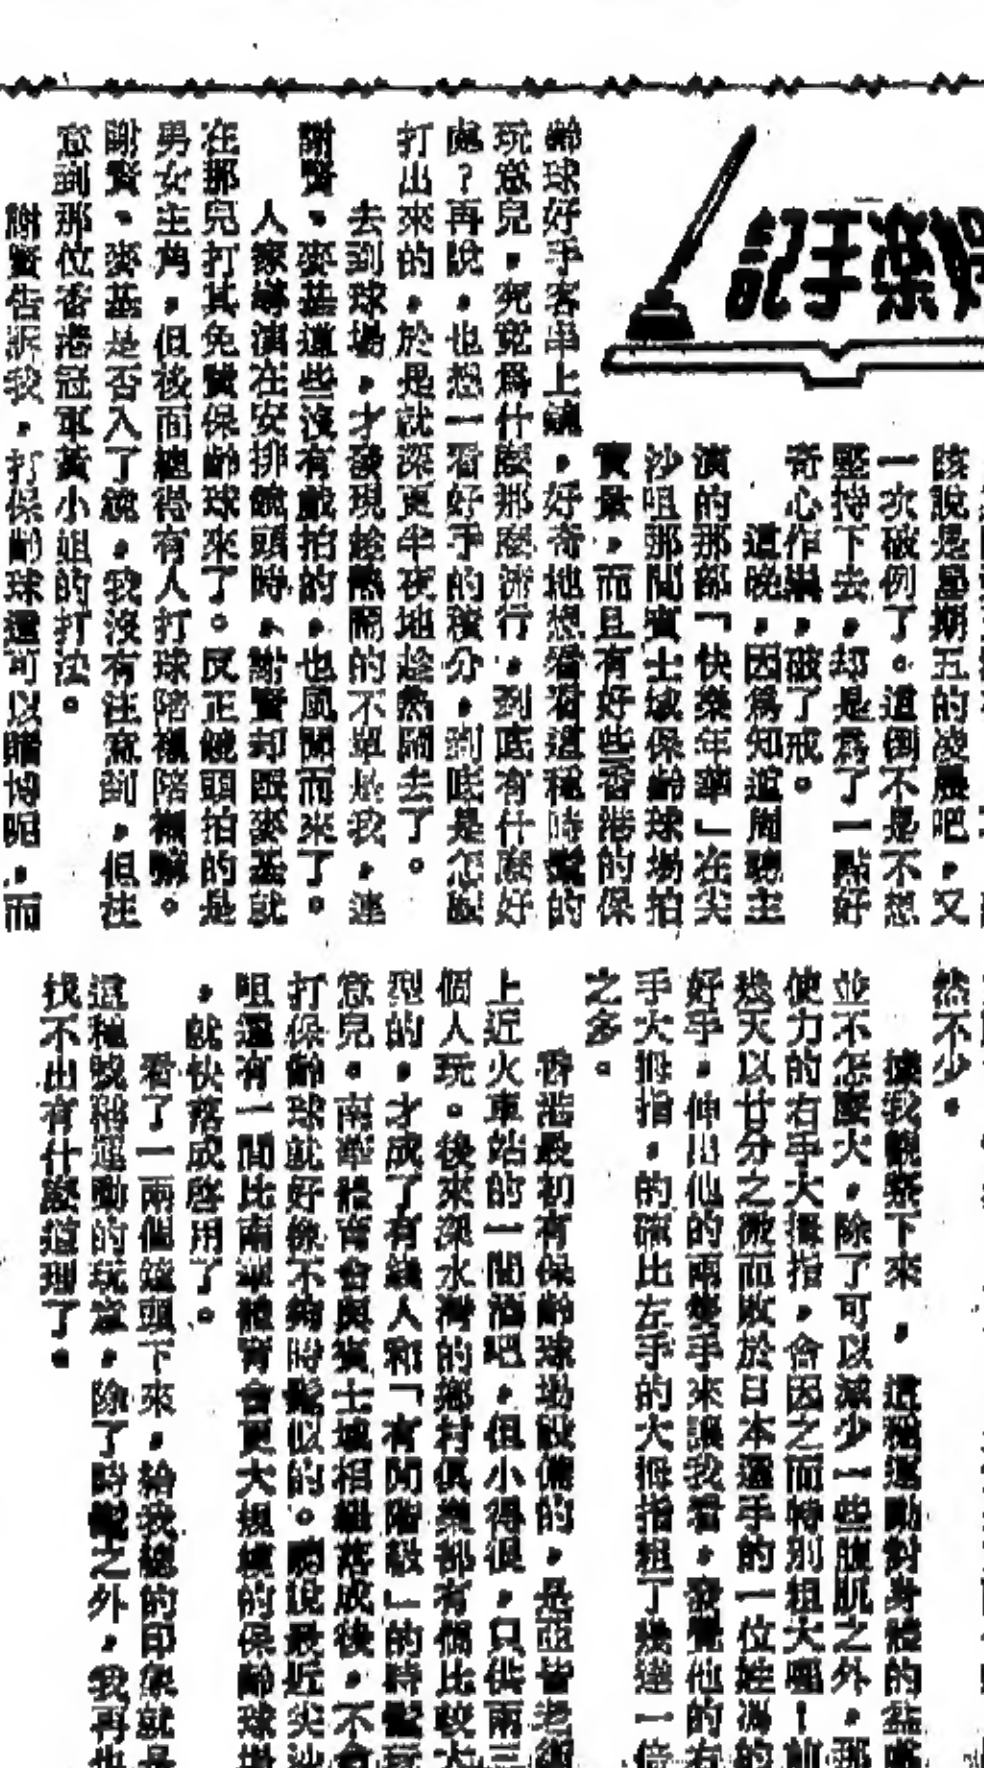 娛樂手記
該說是星期五的凌晨吧，又
一次破例了。這倒不是不想
堅持下去，却是爲了一點好
奇心作祟，破了戒。
這晚，因爲知道周聰主
演的那部「快樂年華」在尖
沙咀那間賓士域保齡球場拍
實景，而且有好些香港的保
齡球好手客串上鏡，好奇地想看看這種時髦的
玩意兒，究竟爲什麼那麼流行，到底有什麼好
處？再說，也想一看好手的積分，到底是怎樣
打出來的，於是就深更半夜地趁熱鬧去了。
去到球場，才發現趁熱鬧的不單是我，連
謝賢，麥基這些沒有戲拍的，也風聞而來了。
人家導演在安排鏡頭時，謝賢却跟麥基就
在那兒打其免費保齡球來了。反正鏡頭拍的是
男女主角，但後面總得有人打球陪襯陪襯嘛。
謝賢，麥基是否入了鏡，我沒有注意到，但注
意到那位香港冠軍黃小姐的打法。
謝賢告訴我，打保齡球還可以賭博呢，而
然不少。
據我觀察下來，這種運動對身體的益處
並不怎麼大，除了可以減少一些腹肌之外，那
使力的右手大拇指，會因之而特別粗大喔！前
幾天以廿分之微而敗於日本選手的一位姓馮的
好手，伸出他的兩雙手來讓我看，發覺他的右
手大拇指，的確比左手的大拇指粗了幾達一倍
之多。
香港最初有保齡球場設備的，是亞皆老街
上近火車站的一間酒吧，但小得很，只供兩三
個人玩。後來深水灣的鄉村俱樂部有個比較大
型的，才成了有錢人和「有閒階級」的時髦玩
意兒。南華體育會與賓士域相繼落成後，不會
打保齡球就好像不夠時髦似的。聽說最近尖沙
咀還有一間比南華體育會更大規模的保齡球場
，就快落成啓用了。
看了一兩個鏡頭下來，給我總的印象就是
這種號稱運動的玩意，除了時髦之外，我再也
找不出有什麼道理了。